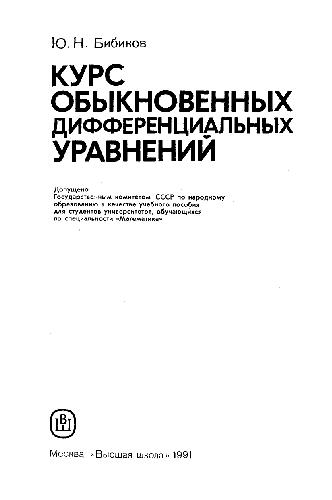 Ю. Н. Бибиков
КУРС
ОБЫКНОВЕННЫХ
ДИФФЕРЕНЦИАЛЬНЫХ
УРАВНЕНИЙ
Допущено
Государственным комитетом СССР по народному
образованию в качестве учебного пособия
для студентов университетов, обучающихся
по специальности «Математика»
ВШ
Москва «Высшая школа» 1991